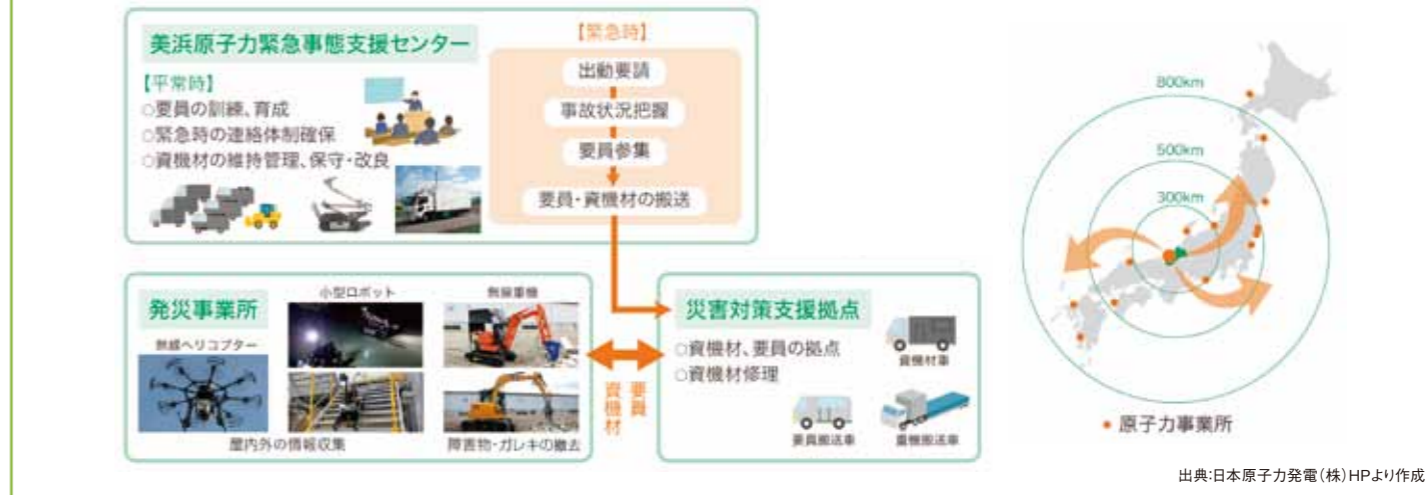 美浜原子力緊急事態支援センター
【平常時】
○要員の訓練、育成
○緊急時の連絡体制確保
○資機材の維持管理、保守・改良
【緊急時】
出動要請
事故状況把握
要員参集
要員・資機材の搬送
発災事業所
無線ヘリコプター
小型ロボット
無線重機
屋内外の情報収集
障害物・ガレキの撤去
要員
資機材
災害対策支援拠点
○資機材、要員の拠点
○資機材修理
資機材車
要員搬送車
重機搬送車
800km
500km
300km
• 原子力事業所
出典:日本原子力発電(株)HPより作成